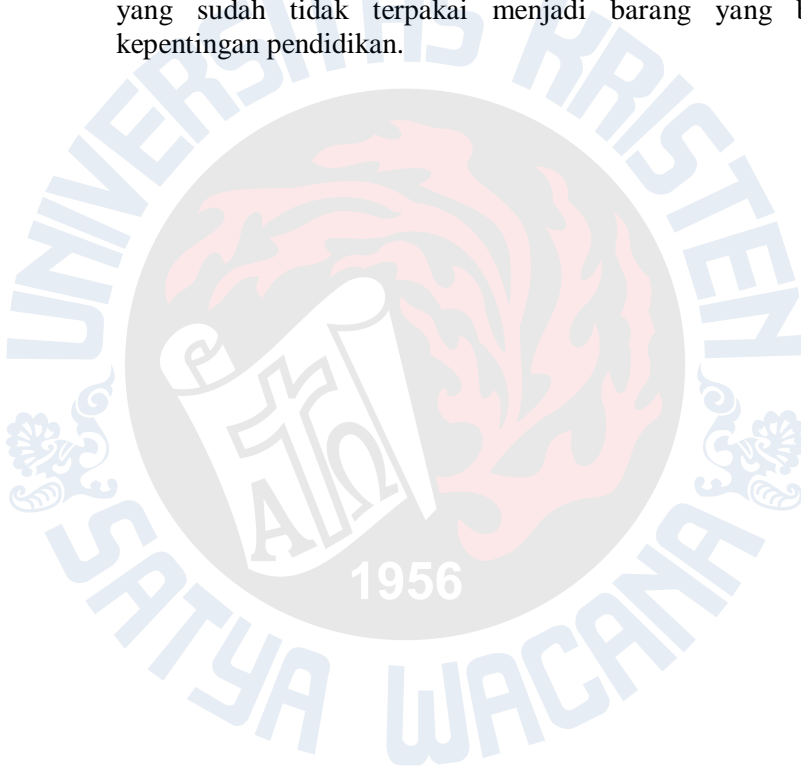 yang sudah tidak terpakai menjadi barang yang
kepentingan pendidikan.
UNIVERSITAS KRISTEN
SATYA WACANA
1956
Α Ω